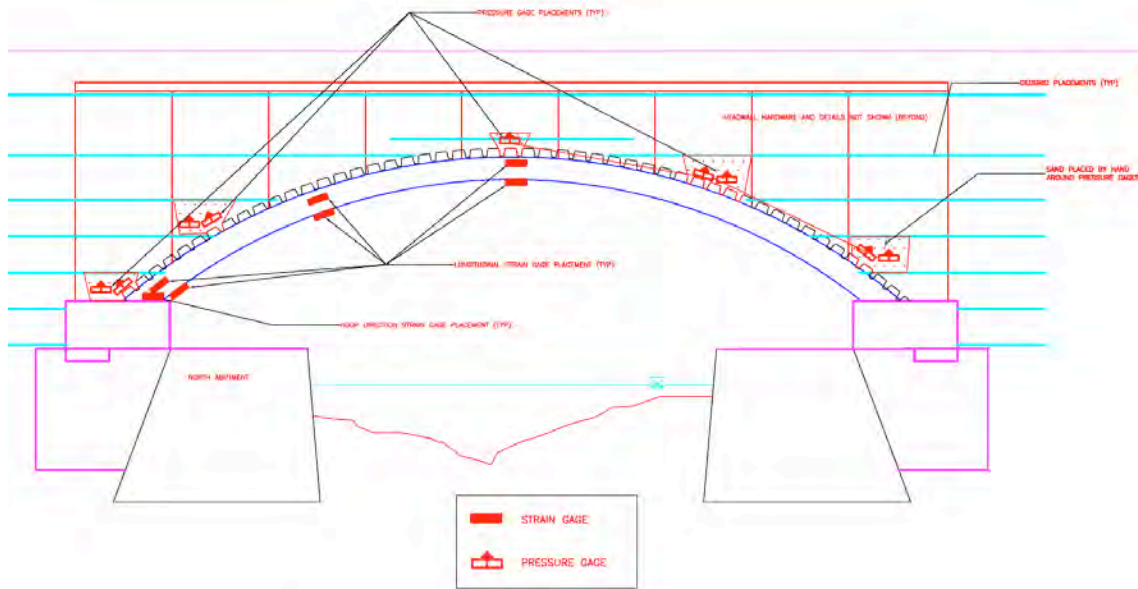 PRESSURE GAGE PLACEMENTS (TYP)
DESIRED PLACEMENTS (TYP)
HEADWALL HARDWARE AND DETAILS NOT SHOWN (BEYOND)
SAND PLACED BY HAND
AROUND PRESSURE GAGES
LONGITUDINAL STRAIN GAGE PLACEMENT (TYP)
HOOP DIRECTION STRAIN GAGE PLACEMENT (TYP)
NORTH ABUTMENT
STRAIN GAGE
PRESSURE GAGE